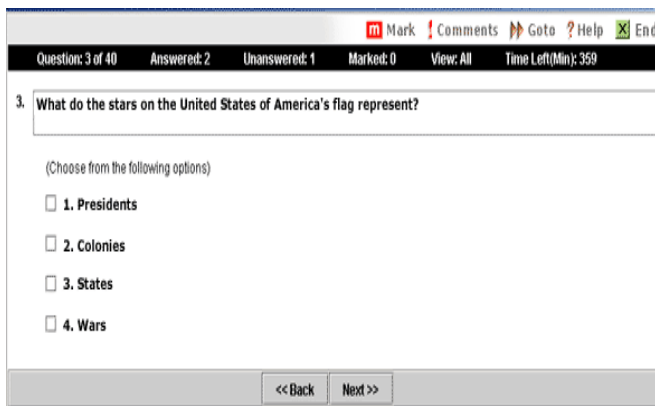 m Mark ! Comments Goto ? Help X End
Question: 3 of 40 Answered: 2 Unanswered: 1 Marked: 0 View: All Time Left(Min): 359
3. What do the stars on the United States of America's flag represent?
(Choose from the following options)
1. Presidents
2. Colonies
3. States
4. Wars
<< Back Next >>